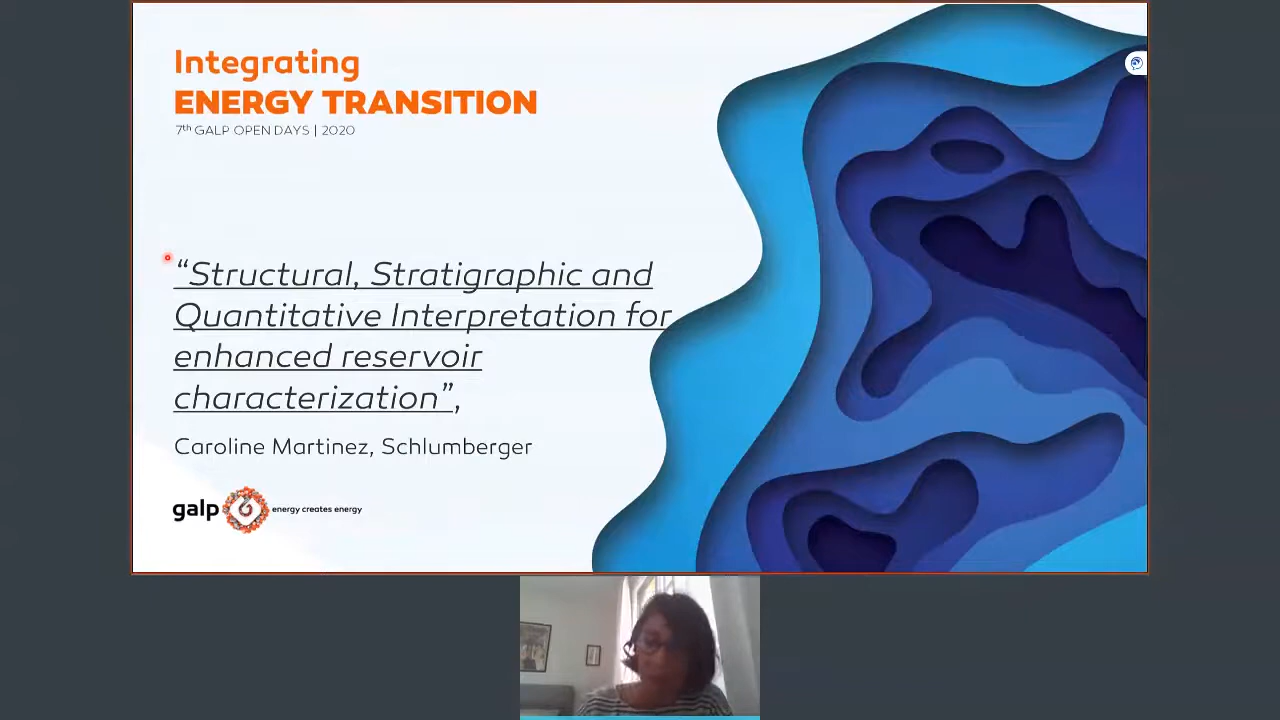 Integrating
ENERGY TRANSITION
7th GALP OPEN DAYS | 2020
“Structural, Stratigraphic and
Quantitative Interpretation for
enhanced reservoir
characterization”,
Caroline Martinez, Schlumberger
galp energy creates energy